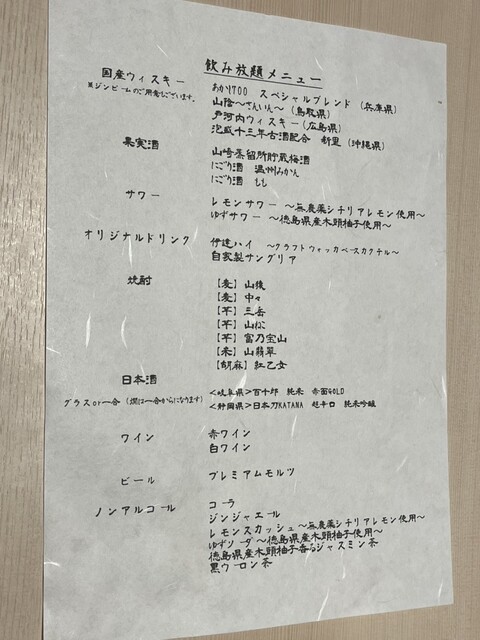 飲み放題メニュー
国産ウィスキー
※ジンビームのご用意もございます。
あかし700 スペシャルブレンド (兵庫県)
山陰～さんいん～(鳥取県)
戸河内ウィスキー(広島県)
泡盛十三年古酒配合 新里(沖縄県)
果実酒
山崎蒸留所貯蔵梅酒
にごり酒 温州みかん
にごり酒 もも
サワー
レモンサワー ～無農薬シチリアレモン使用～
ゆずサワー ～徳島県産木頭柚子使用～
オリジナルドリンク
伊達ハイ ～クラフトウォッカベースカクテル～
自家製サングリア
焼酎
【麦】山後
【麦】中々
【芋】三岳
【芋】山松
【芋】富乃宝山
【米】山翡翠
【胡麻】紅乙女
日本酒
グラスor一合 (燗は一合からになります)
<岐阜県>百十郎 純米 赤面GOLD
<静岡県>日本刀KATANA 超辛口 純米吟醸
ワイン
赤ワイン
白ワイン
ビール
プレミアムモルツ
ノンアルコール
コーラ
ジンジャエール
レモンスカッシュ～無農薬シチリアレモン使用～
ゆずソーダ～徳島県産木頭柚子使用～
徳島県産木頭柚子香るジャスミン茶
黒ウーロン茶